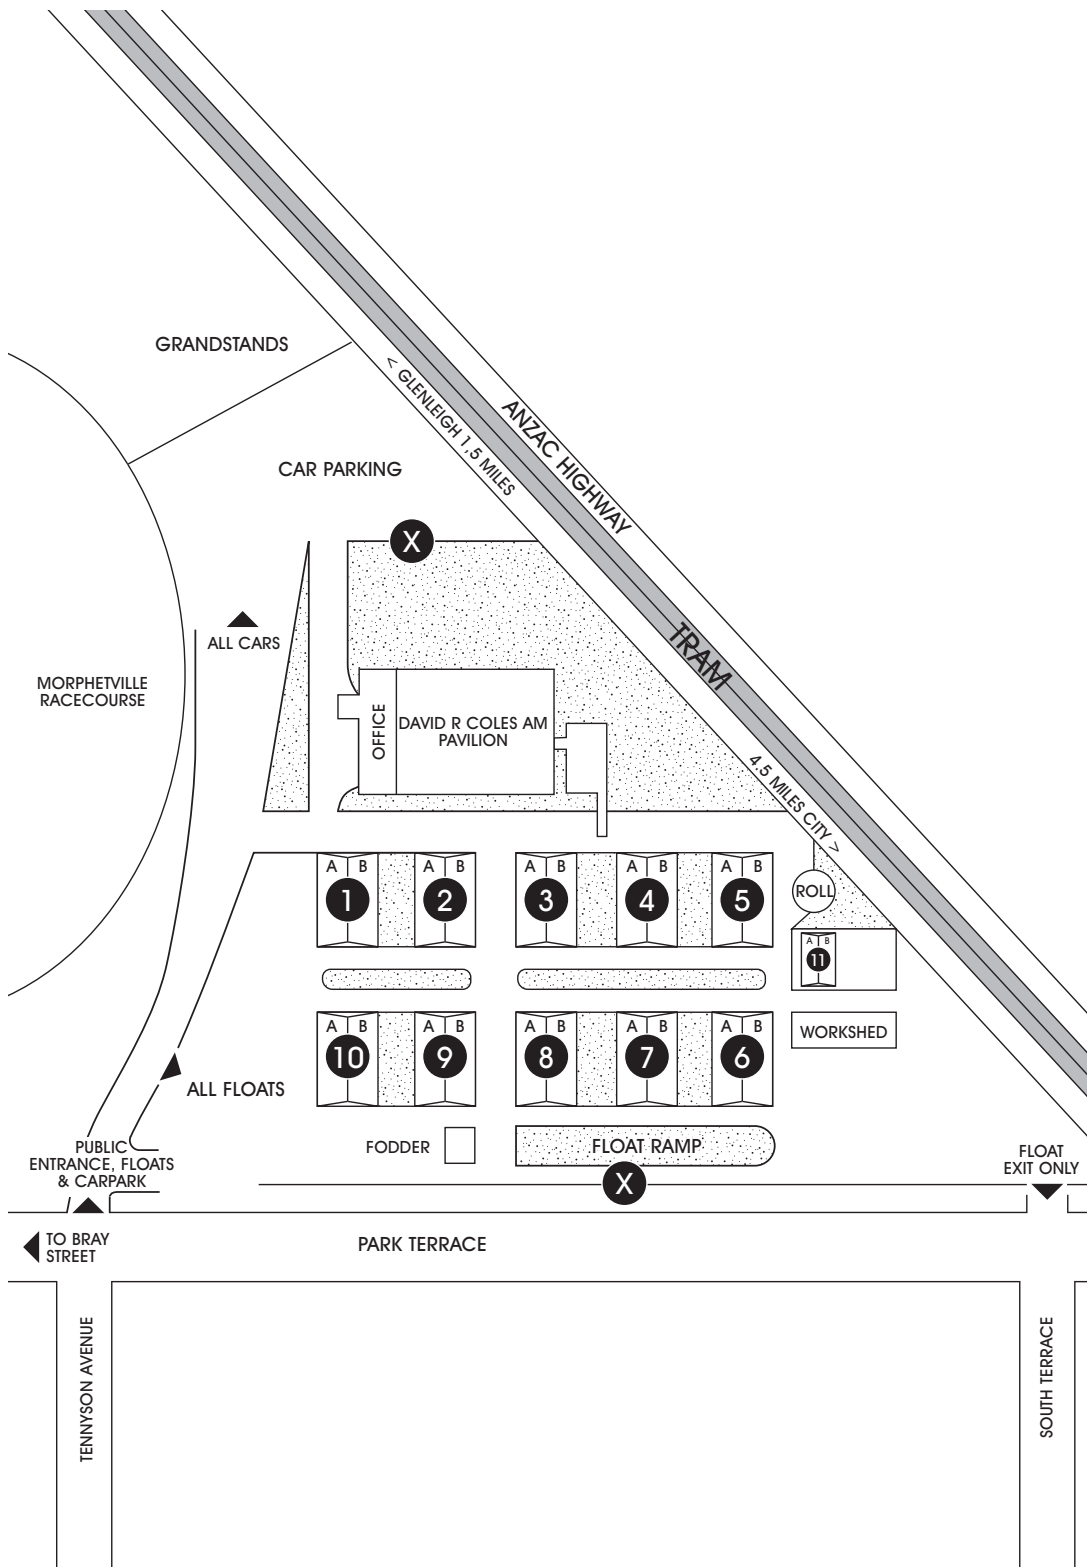 GRANDSTANDS
< GLENLEIGH 1,5 MILES
ANZAC HIGHWAY
CAR PARKING
X
ALL CARS
TRAM
MORPHETVILLE
RACECOURSE
OFFICE
DAVID R COLES AM
PAVILION
4,5 MILES CITY >
A B
1
A B
2
A B
3
A B
4
A B
5
ROLL
A B
11
A B
10
A B
9
A B
8
A B
7
A B
6
WORKSHED
ALL FLOATS
FODDER
FLOAT RAMP
PUBLIC
ENTRANCE, FLOATS
& CARPARK
X
FLOAT
EXIT ONLY
TO BRAY
STREET
PARK TERRACE
TENNYSON AVENUE
SOUTH TERRACE